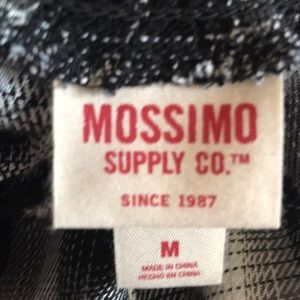 MOSSIMO
SUPPLY CO.™
SINCE 1987
M
MADE IN CHINA
HECHO EN CHINA